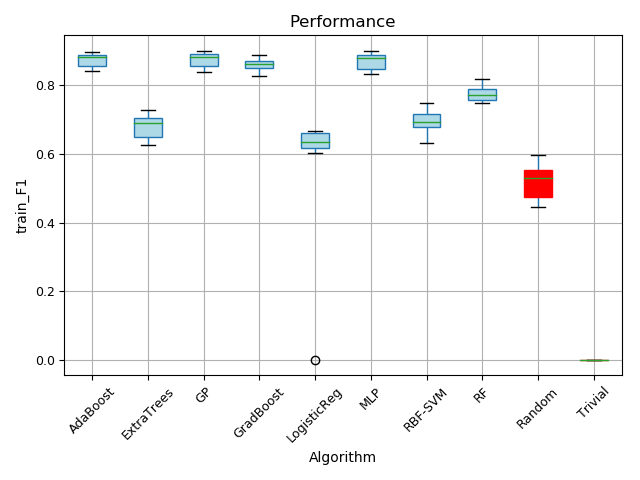 Performance
train_F1
0.8
0.6
0.4
0.2
0.0
AdaBoost
ExtraTrees
GP
GradBoost
LogisticReg
MLP
RBF-SVM
RF
Random
Trivial
Algorithm